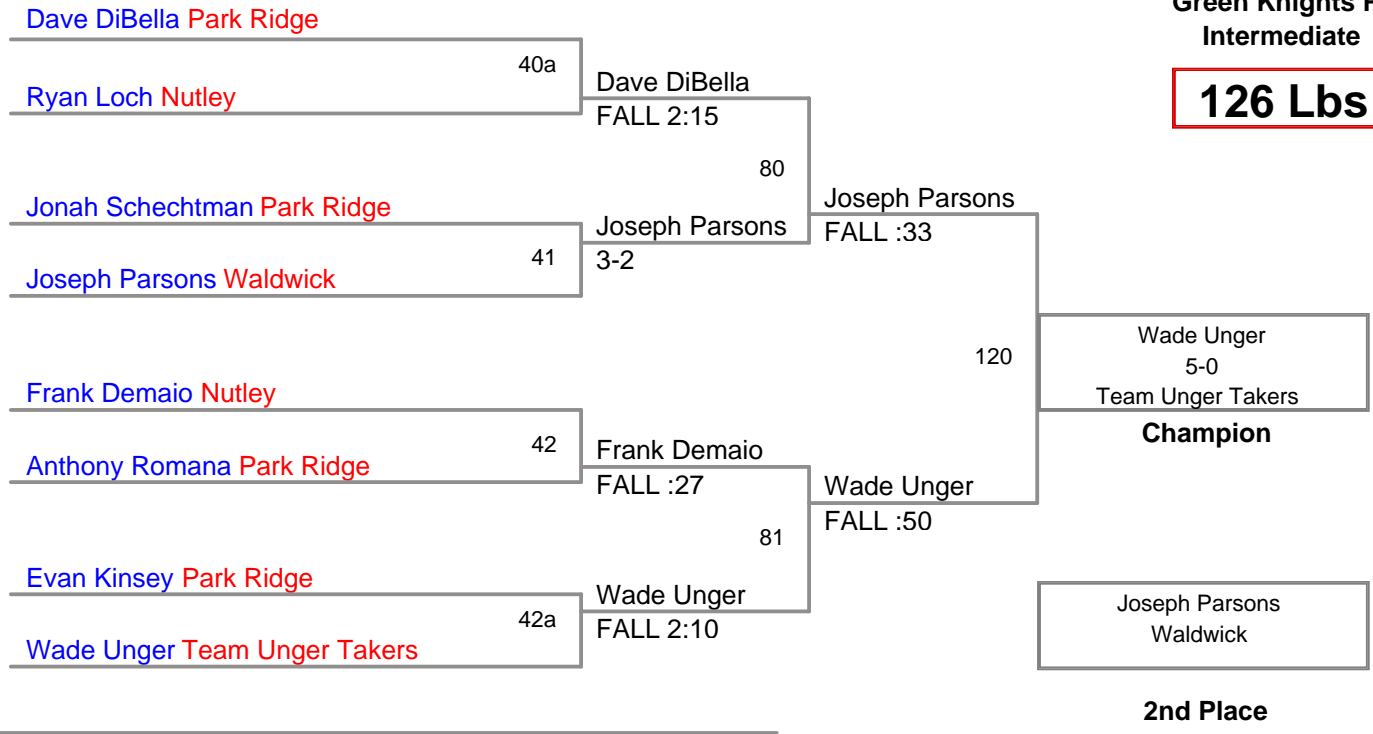 Green Knights
Intermediate
126 Lbs
Dave DiBella Park Ridge
40a
Ryan Loch Nutley
Dave DiBella
FALL 2:15
80
Jonah Schechtman Park Ridge
41
Joseph Parsons Waldwick
Joseph Parsons
3-2
Joseph Parsons
FALL :33
120
Frank Demaio Nutley
42
Anthony Romana Park Ridge
Frank Demaio
FALL :27
81
Evan Kinsey Park Ridge
42a
Wade Unger Team Unger Takers
Wade Unger
FALL 2:10
Wade Unger
FALL :50
Wade Unger
5-0
Team Unger Takers
Champion
Joseph Parsons
Waldwick
2nd Place